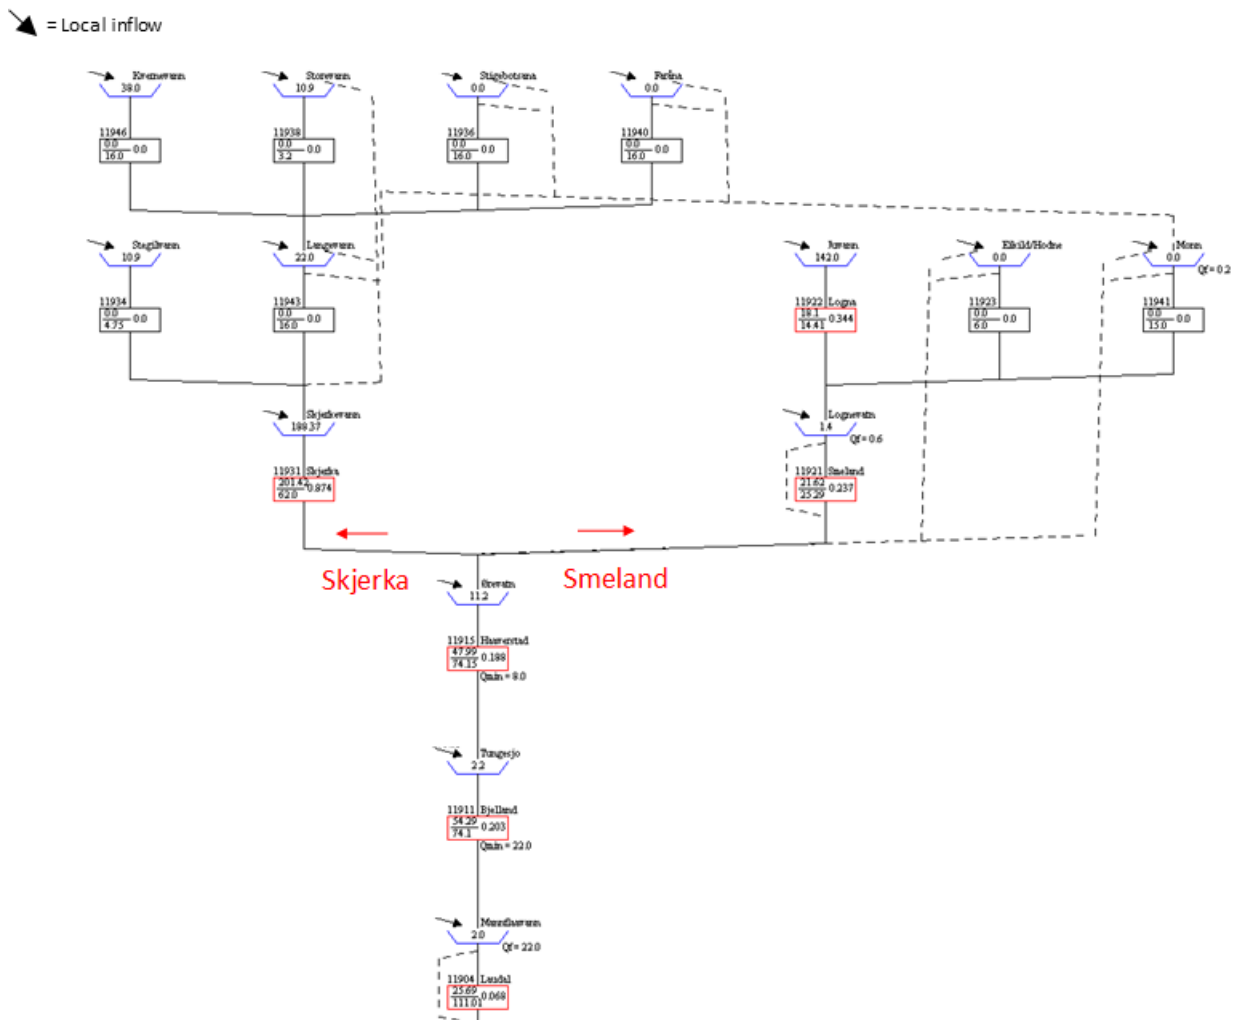 = Local inflow
Kvernevann Storevann Stigebotsana Faråna
38.0 10.9 0.0 0.0
11946 11938 11936 11940
0.0 0.0 0.0 0.0
0.0 0.0 0.0 0.0
16.0 3.2 16.0 16.0
Stegilvann Langevann Juvann Eikild/Hodne Monn
10.9 22.0 142.0 0.0 0.0
Qf = 0.2
11934 11943 11922 Logna 11923 11941
0.0 0.0 18.1 0.0 0.0
0.0 0.0 0.344 0.0 0.0
4.75 16.0 14.41 6.0 15.0
Skjerkevann Lognevatn
188.37 1.4
Qf = 0.6
11931 Skjerka 11921 Smeland
201.42 21.62
0.874 0.237
62.0 25.29
Skjerka Smeland
Ørevatn
11.2
11915 Haaverstad
47.99
0.188
74.15
Qmin = 8.0
Tungesjo
2.2
11911 Bjelland
54.29
0.203
74.1
Qmin = 22.0
Mannflaavann
2.0
Qf = 22.0
11904 Laudal
25.69
0.068
111.01